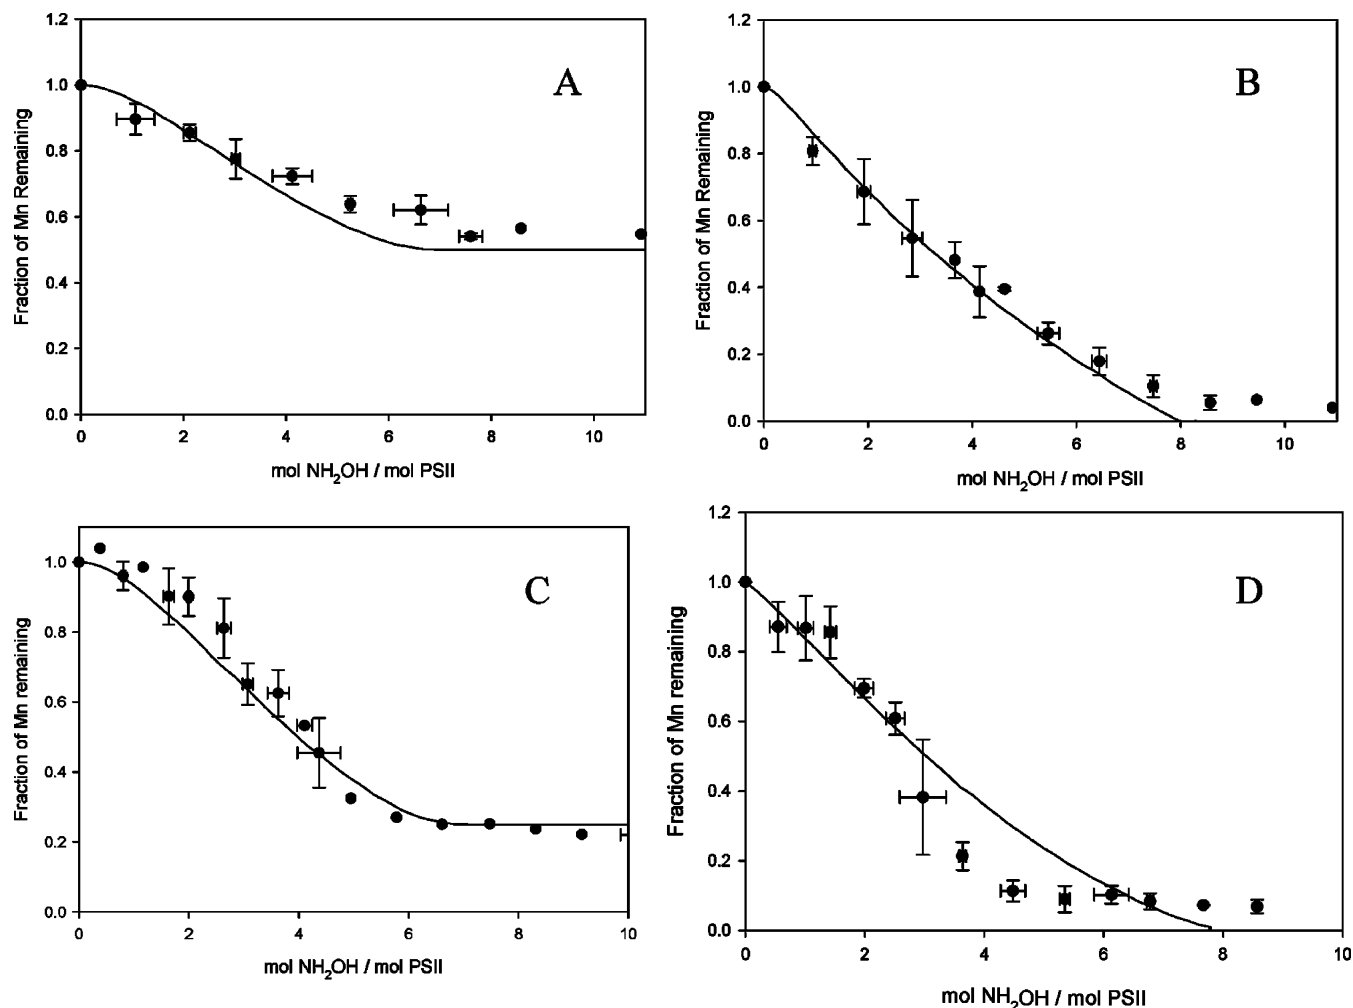 1.2
1.0
0.8
0.6
0.4
0.2
0.0
Fraction of Mn Remaining
A
0 2 4 6 8 10
mol NH₂OH / mol PSII
1.2
1.0
0.8
0.6
0.4
0.2
0.0
Fraction of Mn Remaining
B
0 2 4 6 8 10
mol NH₂OH / mol PSII
1.0
0.8
0.6
0.4
0.2
0.0
Fraction of Mn remaining
C
0 2 4 6 8 10
mol NH₂OH / mol PSII
1.2
1.0
0.8
0.6
0.4
0.2
0.0
Fraction of Mn remaining
D
0 2 4 6 8 10
mol NH₂OH / mol PSII